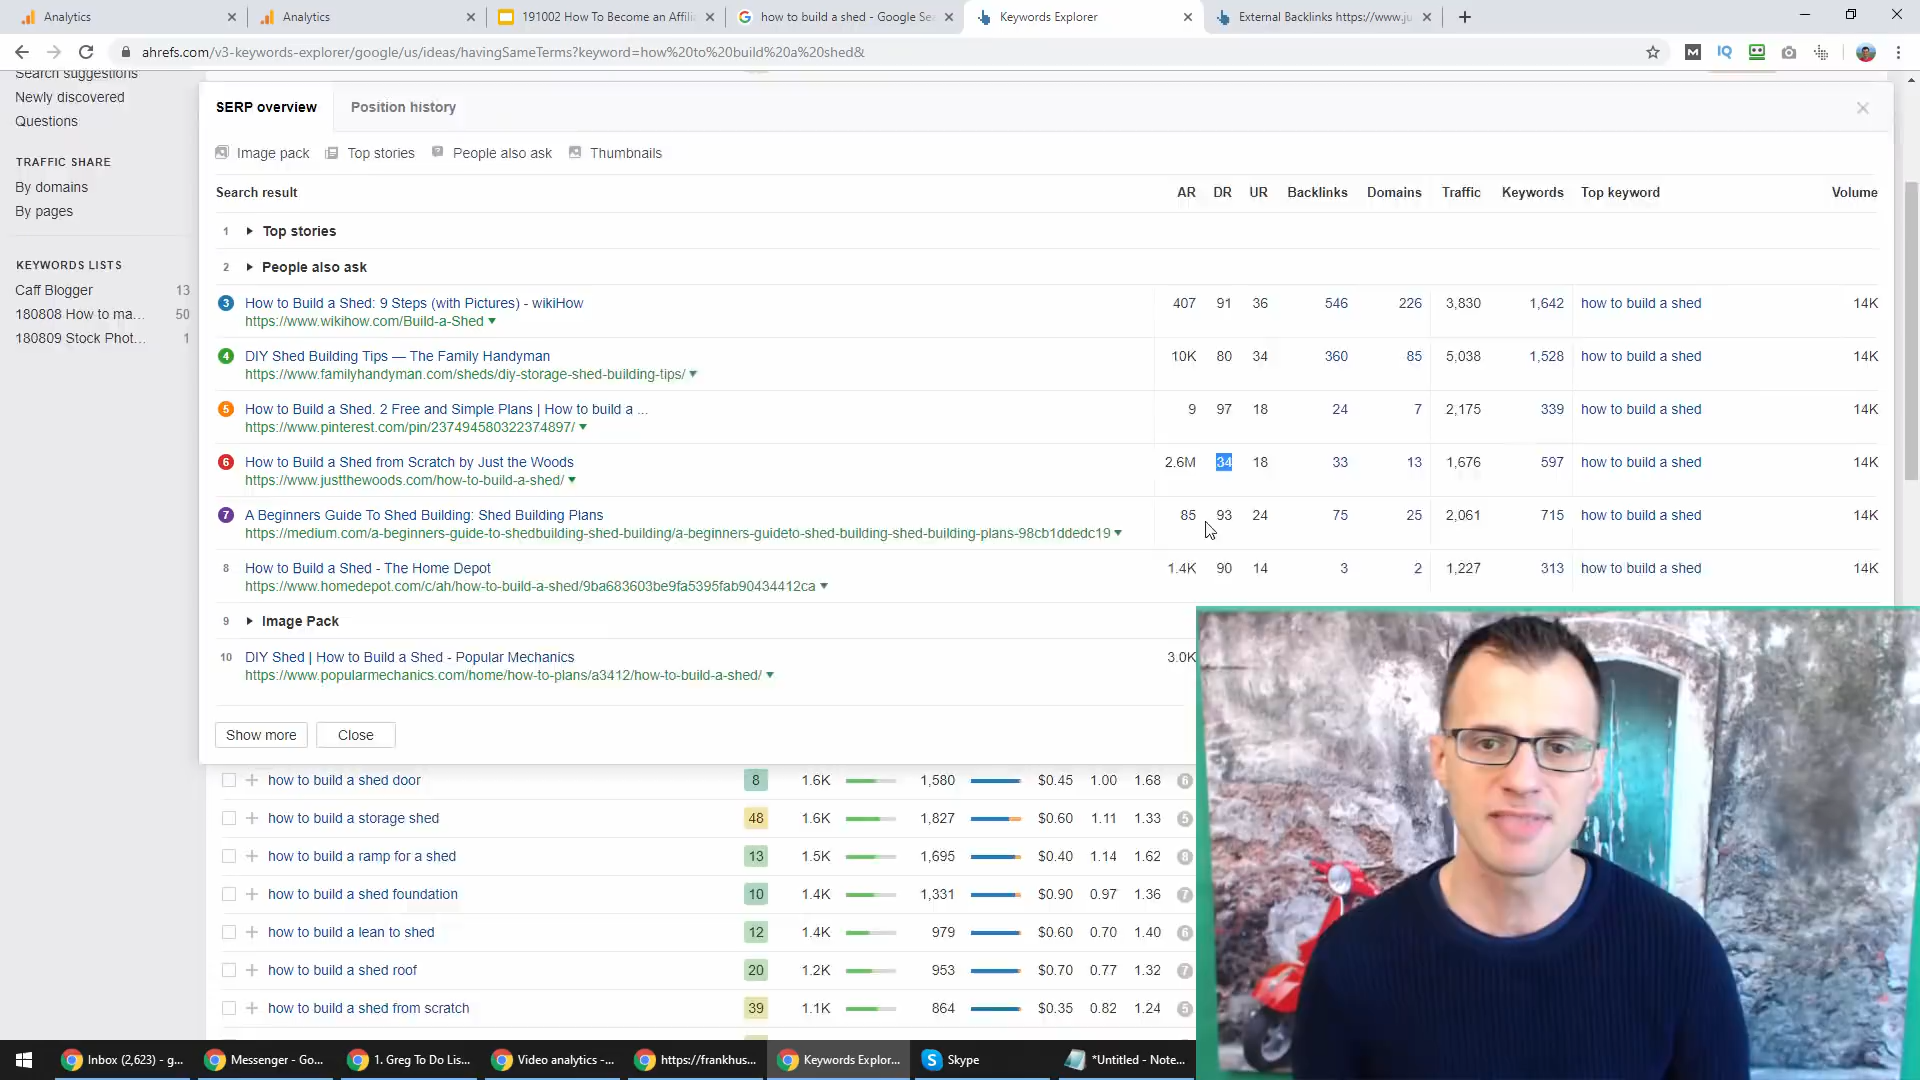 Analytics
Analytics
191002 How To Become an Affili
how to build a shed - Google Se
Keywords Explorer
External Backlinks https://www.ju
ahrefs.com/v3-keywords-explorer/google/us/ideas/havingSameTerms?keyword=how%20to%20build%20a%20shed&
Search suggestions
Newly discovered
Questions
TRAFFIC SHARE
By domains
By pages
KEYWORDS LISTS
Caff Blogger 13
180808 How to ma... 50
180809 Stock Phot... 1
SERP overview Position history
Image pack Top stories People also ask Thumbnails
Search result AR DR UR Backlinks Domains Traffic Keywords Top keyword Volume
1 Top stories
2 People also ask
3 How to Build a Shed: 9 Steps (with Pictures) - wikiHow 407 91 36 546 226 3,830 1,642 how to build a shed 14K
https://www.wikihow.com/Build-a-Shed
4 DIY Shed Building Tips — The Family Handyman 10K 80 34 360 85 5,038 1,528 how to build a shed 14K
https://www.familyhandyman.com/sheds/diy-storage-shed-building-tips/
5 How to Build a Shed. 2 Free and Simple Plans | How to build a ... 9 97 18 24 7 2,175 339 how to build a shed 14K
https://www.pinterest.com/pin/237494580322374897/
6 How to Build a Shed from Scratch by Just the Woods 2.6M 34 18 33 13 1,676 597 how to build a shed 14K
https://www.justthewoods.com/how-to-build-a-shed/
7 A Beginners Guide To Shed Building: Shed Building Plans 85 93 24 75 25 2,061 715 how to build a shed 14K
https://medium.com/a-beginners-guide-to-shedbuilding-shed-building/a-beginners-guideto-shed-building-shed-building-plans-98cb1ddedc19
8 How to Build a Shed - The Home Depot 1.4K 90 14 3 2 1,227 313 how to build a shed 14K
https://www.homedepot.com/c/ah/how-to-build-a-shed/9ba683603be9fa5395fab90434412ca
9 Image Pack
10 DIY Shed | How to Build a Shed - Popular Mechanics 3.0K
https://www.popularmechanics.com/home/how-to-plans/a3412/how-to-build-a-shed/
Show more Close
how to build a shed door 8 1.6K 1,580 $0.45 1.00 1.68 6
how to build a storage shed 48 1.6K 1,827 $0.60 1.11 1.33 5
how to build a ramp for a shed 13 1.5K 1,695 $0.40 1.14 1.62 8
how to build a shed foundation 10 1.4K 1,331 $0.90 0.97 1.36 7
how to build a lean to shed 12 1.4K 979 $0.60 0.70 1.40 6
how to build a shed roof 20 1.2K 953 $0.70 0.77 1.32 7
how to build a shed from scratch 39 1.1K 864 $0.35 0.82 1.24 5
Inbox (2,623) - g...
Messenger - Go...
1. Greg To Do Lis...
Video analytics -...
https://frankhus...
Keywords Explor...
Skype
*Untitled - Note...